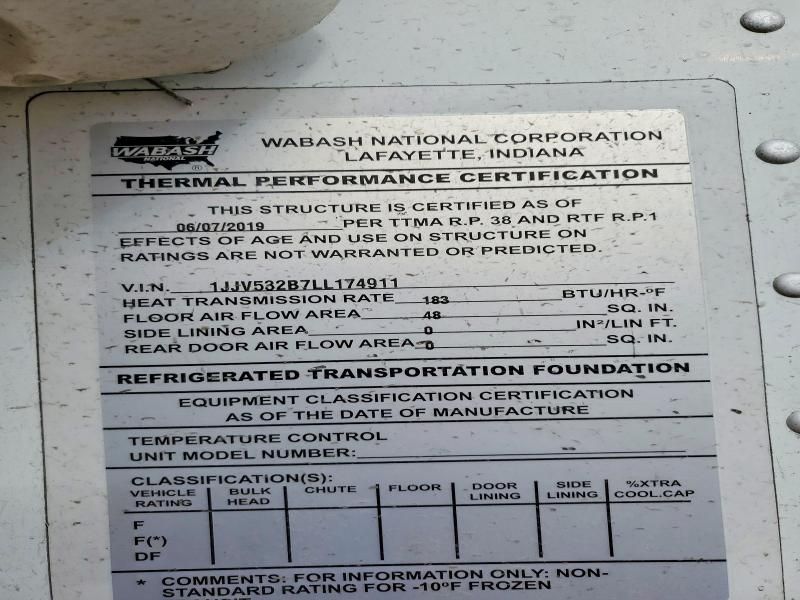 WABASH
NATIONAL
®
WABASH NATIONAL CORPORATION
LAFAYETTE, INDIANA
THERMAL PERFORMANCE CERTIFICATION
THIS STRUCTURE IS CERTIFIED AS OF
06/07/2019 PER TTMA R.P. 38 AND RTF R.P.1
EFFECTS OF AGE AND USE ON STRUCTURE ON
RATINGS ARE NOT WARRANTED OR PREDICTED.
V.I.N. 1JJV532B7LL174911
HEAT TRANSMISSION RATE 183 BTU/HR-ºF
FLOOR AIR FLOW AREA 48 SQ. IN.
SIDE LINING AREA 0 IN²/LIN FT.
REAR DOOR AIR FLOW AREA 0 SQ. IN.
REFRIGERATED TRANSPORTATION FOUNDATION
EQUIPMENT CLASSIFICATION CERTIFICATION
AS OF THE DATE OF MANUFACTURE
TEMPERATURE CONTROL
UNIT MODEL NUMBER:
CLASSIFICATION(S):
VEHICLE RATING BULK HEAD CHUTE FLOOR DOOR LINING SIDE LINING %XTRA COOL.CAP
F
F(*)
DF
* COMMENTS: FOR INFORMATION ONLY: NON-
STANDARD RATING FOR -10ºF FROZEN